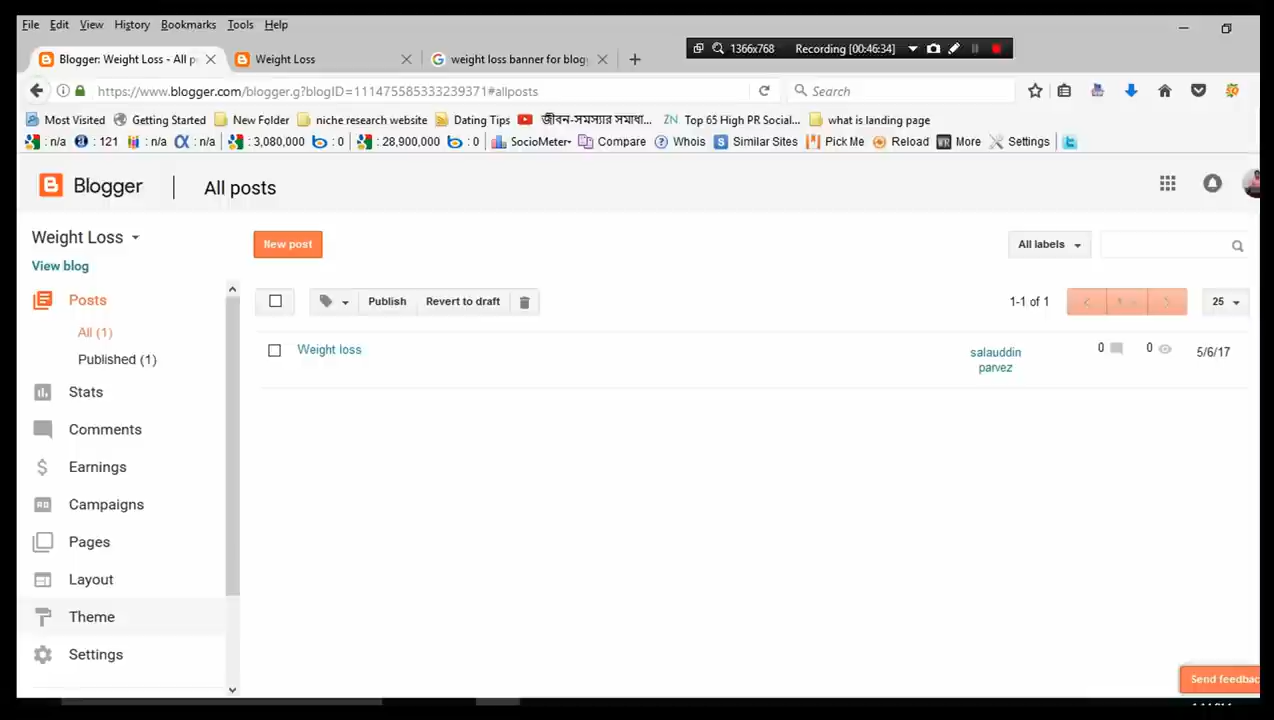 File Edit View History Bookmarks Tools Help
1366x768 Recording [00:46:34]
Blogger: Weight Loss - All p Weight Loss weight loss banner for blog
https://www.blogger.com/blogger.g?blogID=111475585333239371#allposts Search
Most Visited Getting Started New Folder niche research website Dating Tips জীবন-সমস্যার সমাধা... ZN Top 65 High PR Social... what is landing page
: n/a : 121 : n/a : n/a : 3,080,000 : 0 : 28,900,000 : 0 SocioMeter Compare Whois Similar Sites Pick Me Reload More Settings
Blogger All posts
Weight Loss New post All labels
View blog
Posts Publish Revert to draft 1-1 of 1 25
All (1) Weight loss salauddin parvez 0 0 5/6/17
Published (1)
Stats
Comments
Earnings
Campaigns
Pages
Layout
Theme
Settings
Send feedbac